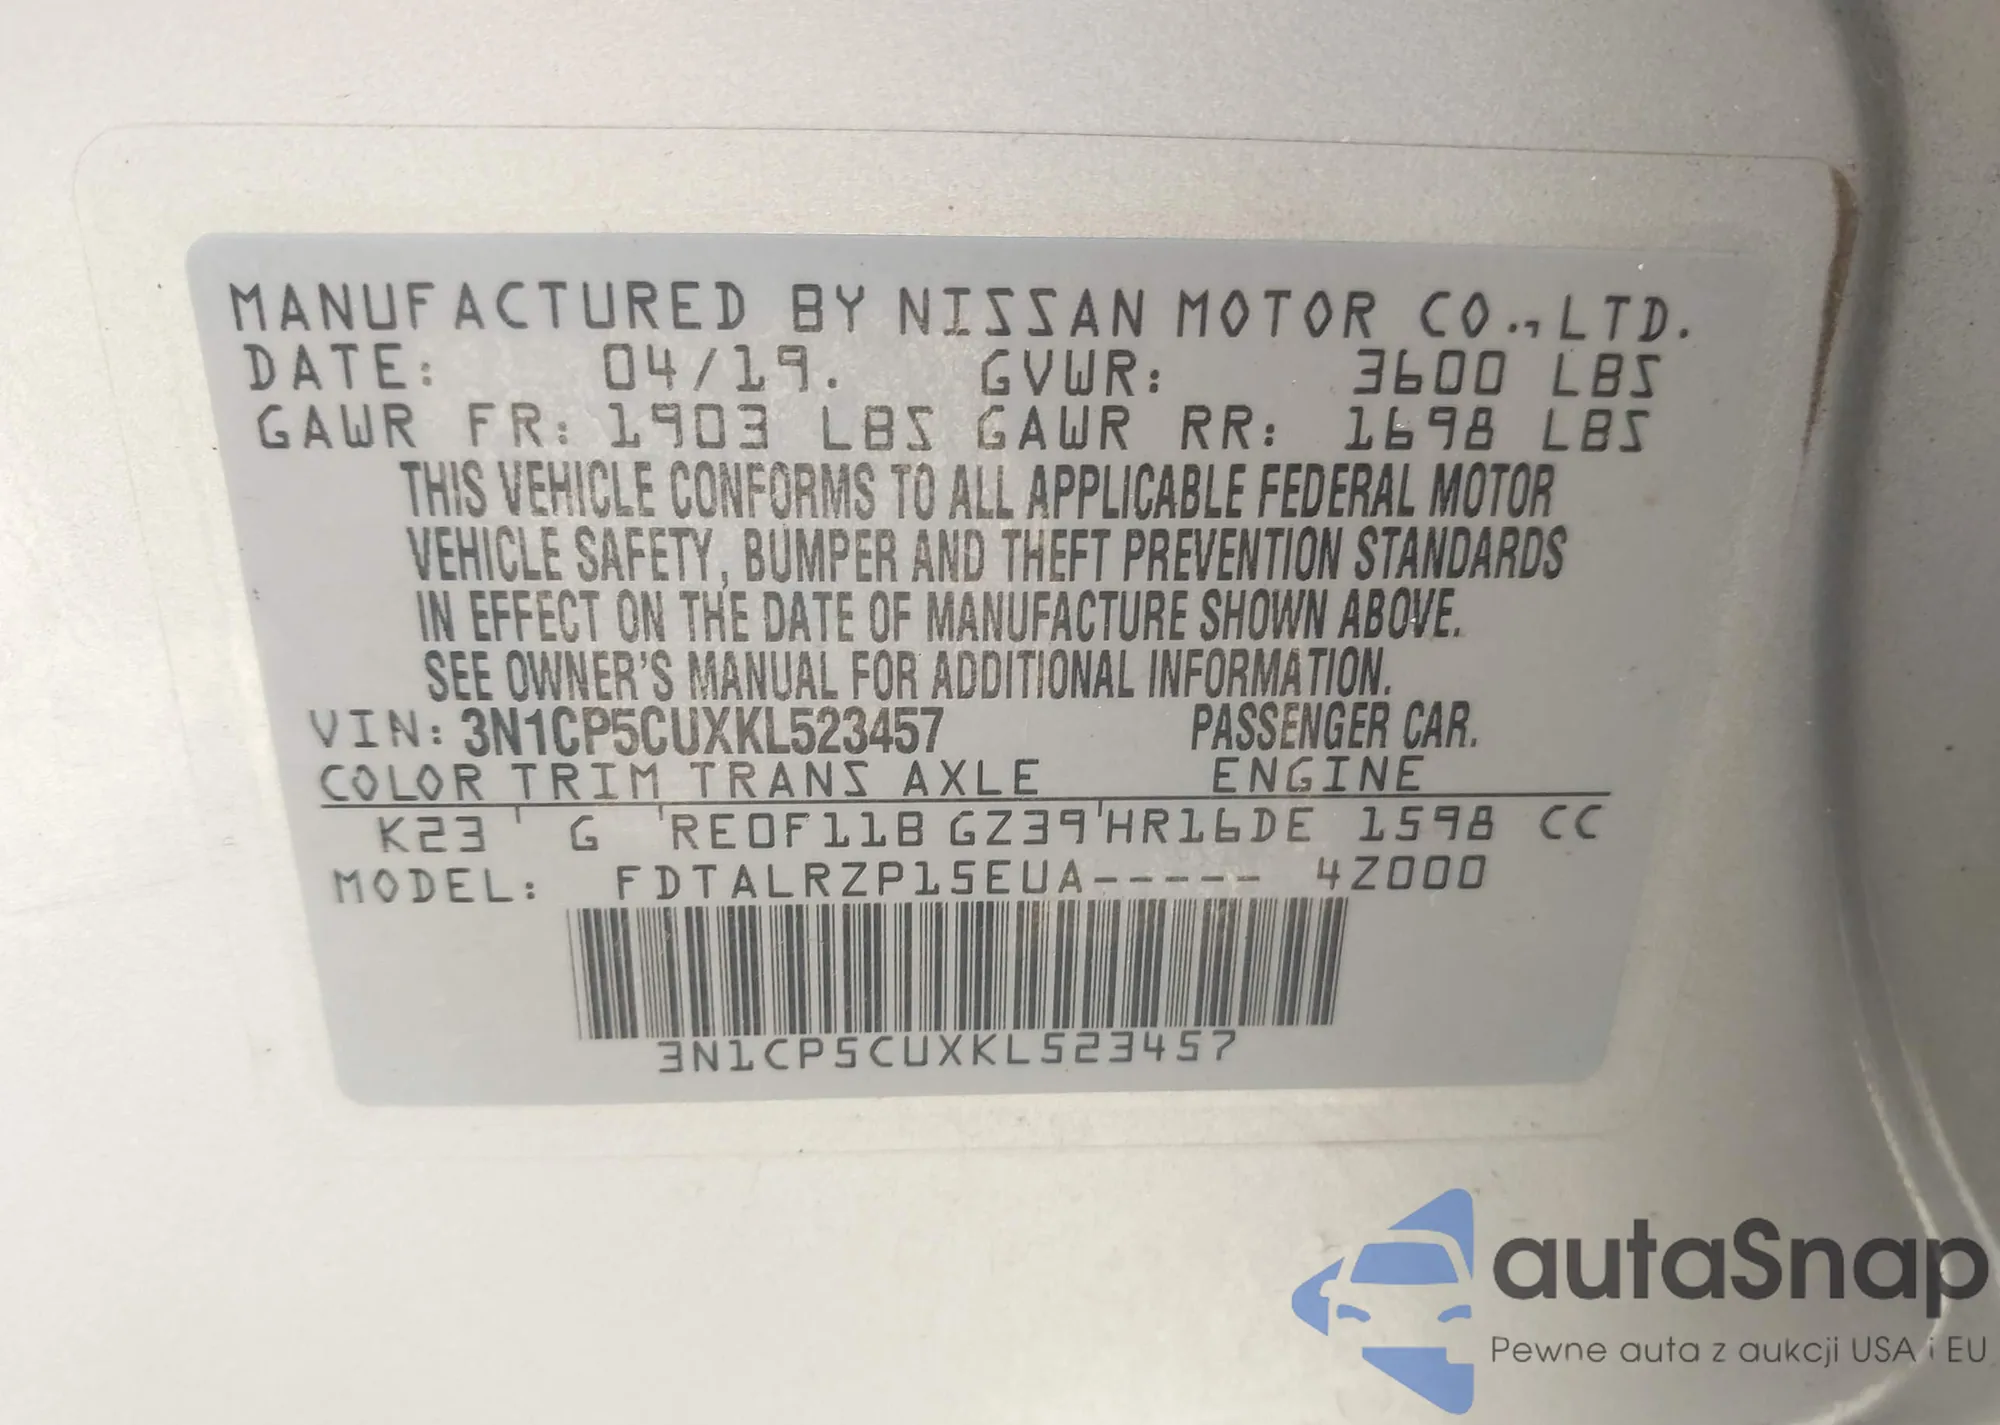 MANUFACTURED BY NISSAN MOTOR CO.,LTD.
DATE: 04/19. GVWR: 3600 LBS
GAWR FR: 1903 LBS GAWR RR: 1698 LBS
THIS VEHICLE CONFORMS TO ALL APPLICABLE FEDERAL MOTOR
VEHICLE SAFETY, BUMPER AND THEFT PREVENTION STANDARDS
IN EFFECT ON THE DATE OF MANUFACTURE SHOWN ABOVE.
SEE OWNER'S MANUAL FOR ADDITIONAL INFORMATION.
VIN: 3N1CP5CUXKL523457 PASSENGER CAR.
COLOR TRIM TRANS AXLE ENGINE
K23 G RE0F11B GZ39 HR16DE 1598 CC
MODEL: FDTALRZP15EUA----- 4Z000
3N1CP5CUXKL523457
autaSnap
Pewne auta z aukcji USA i EU